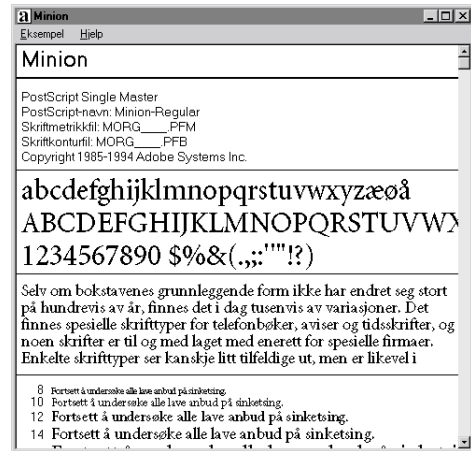 Minion
Eksempel Hjelp
Minion
PostScript Single Master
PostScript-navn: Minion-Regular
Skriftmetrikkfil: MORG____.PFM
Skriftkonturfil: MORG____.PFB
Copyright 1985-1994 Adobe Systems Inc.
abcdefghijklmnopqrstuvwxyzæøå
ABCDEFGHIJKLMNOPQRSTUVWX
1234567890 $%&(.,;:'""!?)
Selv om bokstavenes grunnleggende form ikke har endret seg stort
på hundrevis av år, finnes det i dag tusenvis av variasjoner. Det
finnes spesielle skrifttyper for telefonbøker, aviser og tidsskrifter, og
noen skrifter er til og med laget med enerett for spesielle firmaer.
Enkelte skrifttyper ser kanskje litt tilfeldige ut, men er likevel i
8 Fortsett å undersøke alle lave anbud på sinketsing.
10 Fortsett å undersøke alle lave anbud på sinketsing.
12 Fortsett å undersøke alle lave anbud på sinketsing.
14 Fortsett å undersøke alle lave anbud på sinketsing.